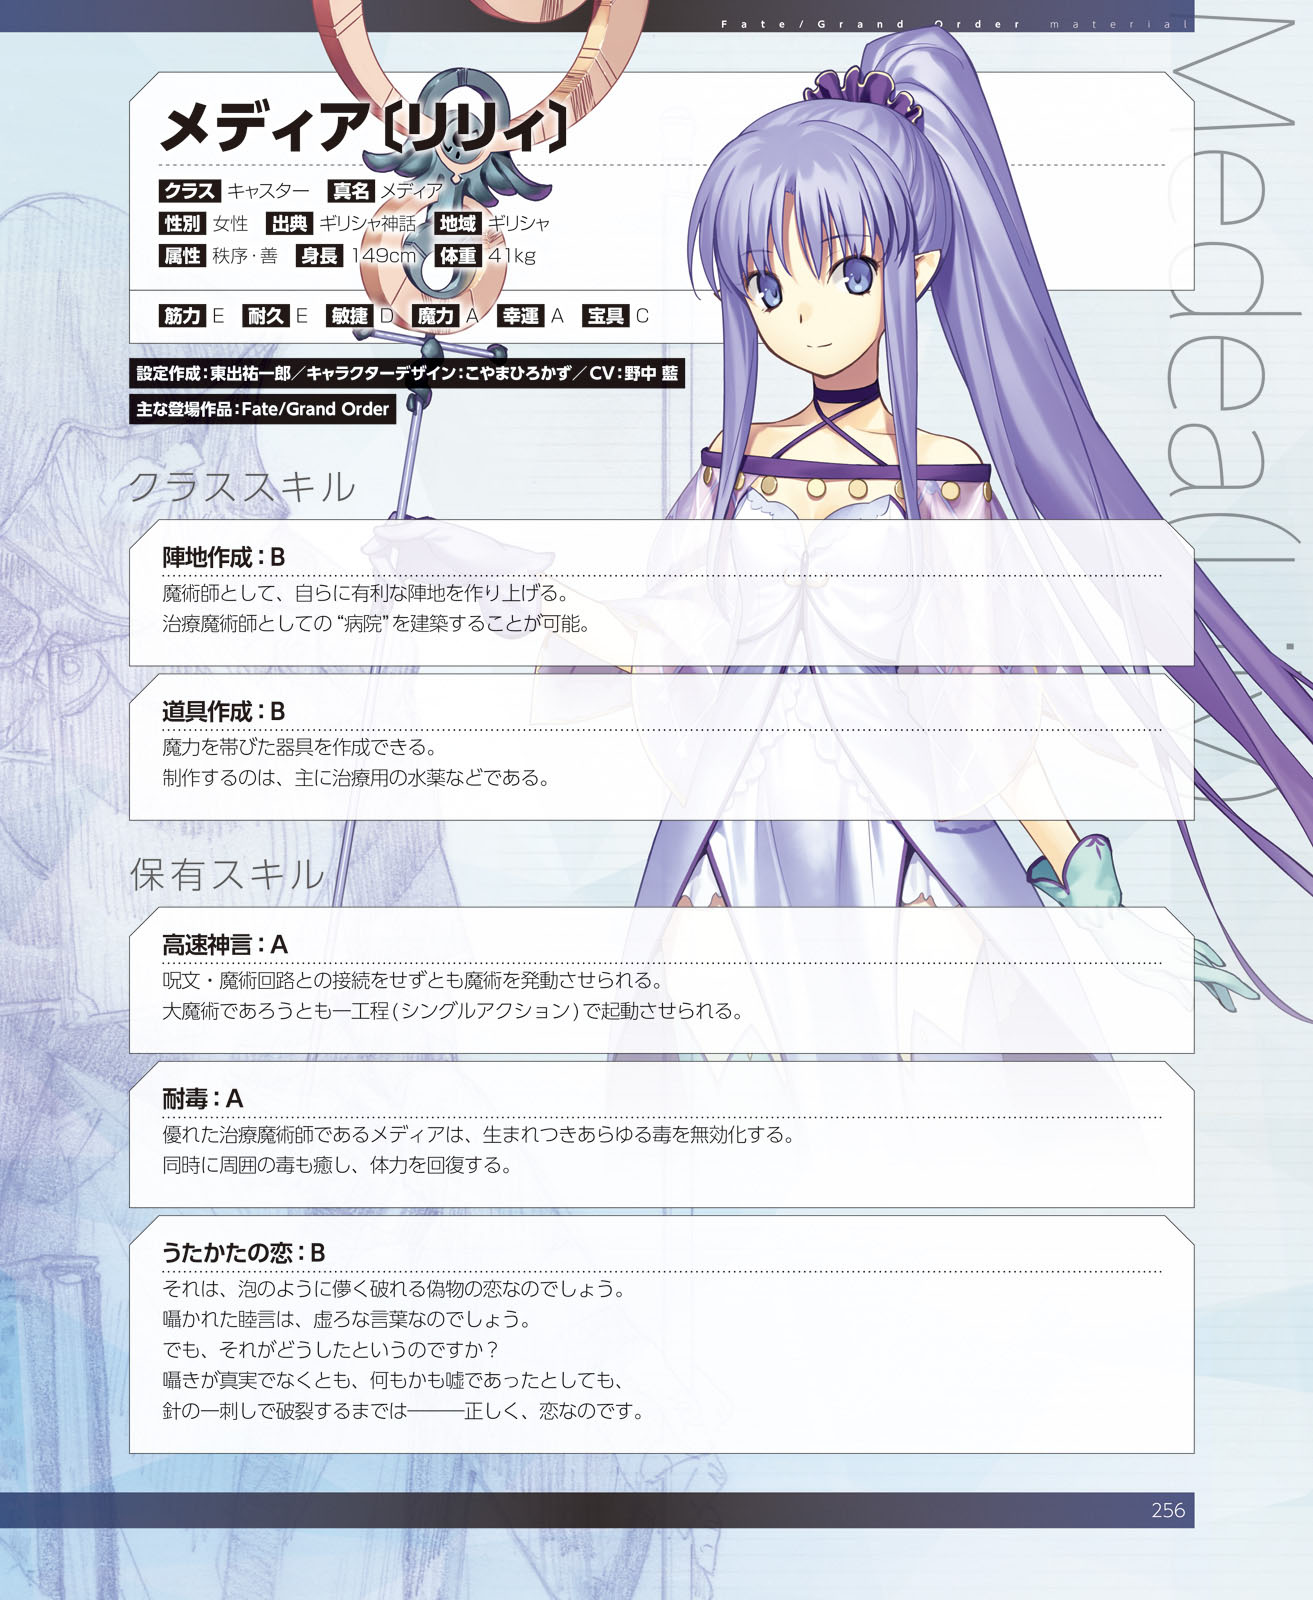 Fate/Grand Order material
Medea(Lily)
メディア〔リリィ〕
クラス キャスター 真名 メディア
性別 女性 出典 ギリシャ神話 地域 ギリシャ
属性 秩序・善 身長 149cm 体重 41kg
筋力 E 耐久 E 敏捷 D 魔力 A 幸運 A 宝具 C
設定作成：東出祐一郎／キャラクターデザイン：こやまひろかず／CV：野中 藍
主な登場作品：Fate/Grand Order
クラススキル
陣地作成：B
魔術師として、自らに有利な陣地を作り上げる。
治療魔術師としての“病院”を建築することが可能。
道具作成：B
魔力を帯びた器具を作成できる。
制作するのは、主に治療用の水薬などである。
保有スキル
高速神言：A
呪文・魔術回路との接続をせずとも魔術を発動させられる。
大魔術であろうとも一工程(シングルアクション)で起動させられる。
耐毒：A
優れた治療魔術師であるメディアは、生まれつきあらゆる毒を無効化する。
同時に周囲の毒も癒し、体力を回復する。
うたかたの恋：B
それは、泡のように儚く破れる偽物の恋なのでしょう。
囁かれた睦言は、虚ろな言葉なのでしょう。
でも、それがどうしたというのですか？
囁きが真実でなくとも、何もかも嘘であったとしても、
針の一刺しで破裂するまでは―――正しく、恋なのです。
256